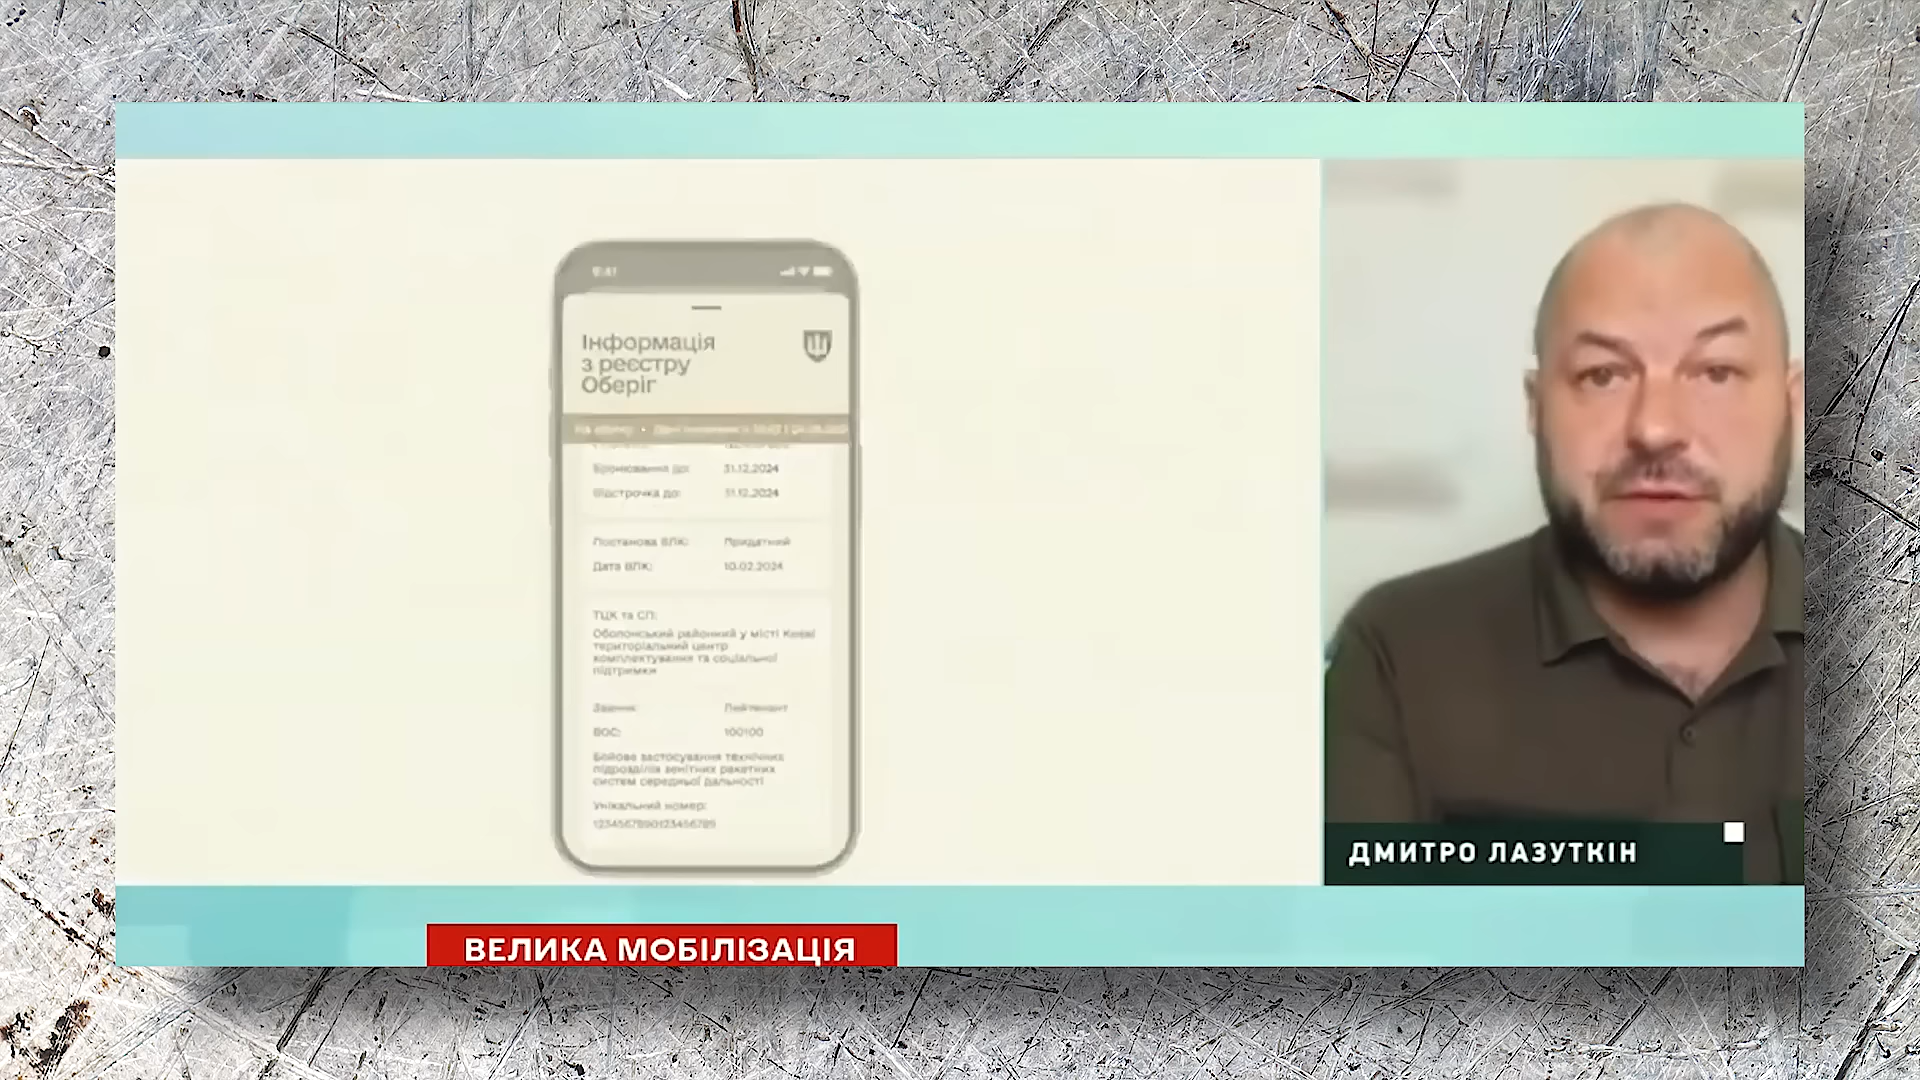 9:41
Інформація
з реєстру
Оберіг
Бронювання до: 31.12.2024
Відстрочка до: 31.12.2024
Постанова ВЛК: Придатний
Дата ВЛК: 10.02.2024
ТЦК та СП:
Оболонський районний у місті Києві
територіальний центр
комплектування та соціальної
підтримки
Звання: Лейтенант
ВОС: 100100
Бойове застосування технічних
підрозділів зенітних ракетних
систем середньої дальності
Унікальний номер:
1234567890123456789
ДМИТРО ЛАЗУТКІН
ВЕЛИКА МОБІЛІЗАЦІЯ